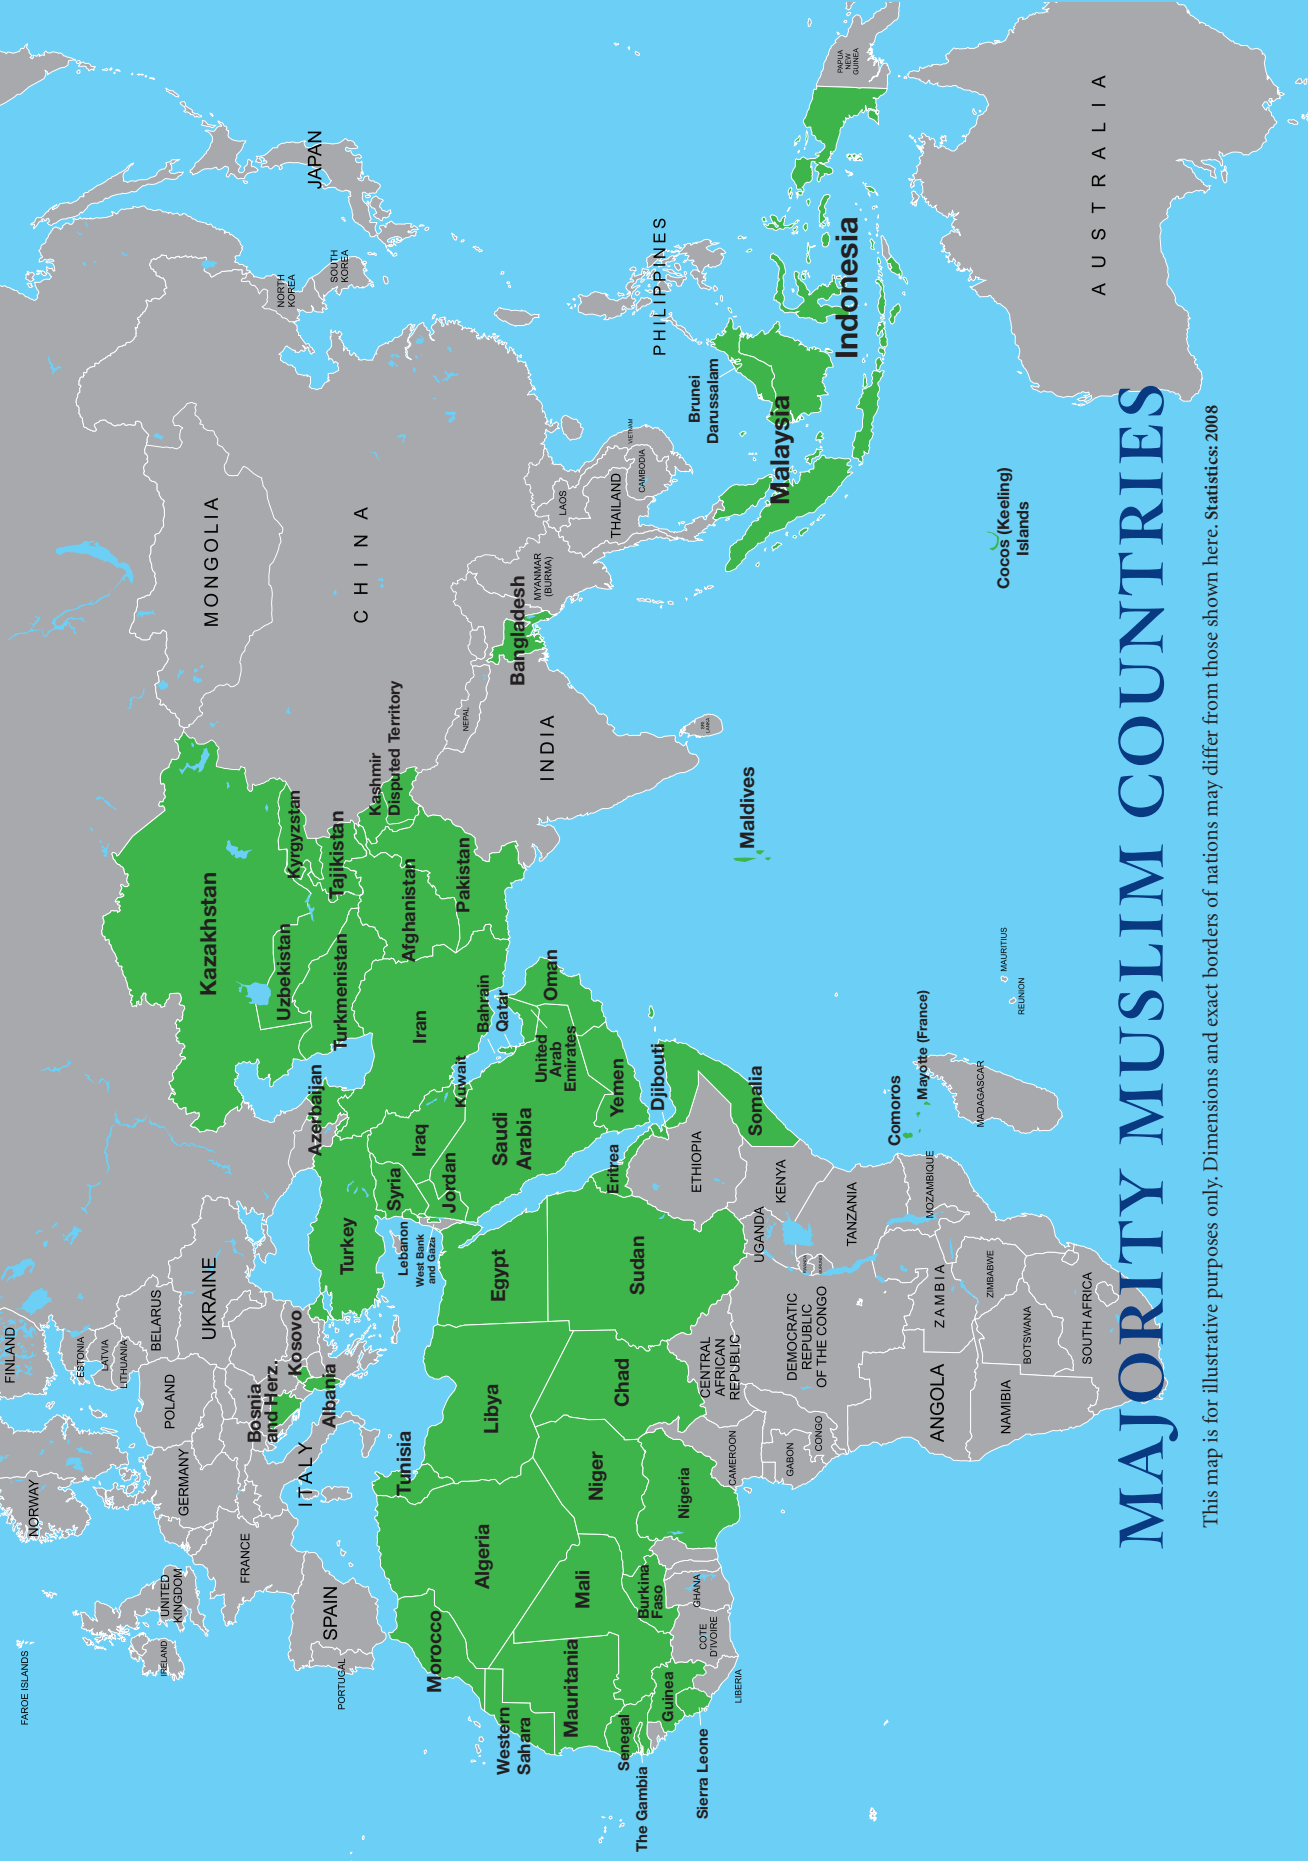 MAJORITY MUSLIM COUNTRIES
This map is for illustrative purposes only. Dimensions and exact borders of nations may differ from those shown here. Statistics: 2008
FAROE ISLANDS
NORWAY
FINLAND
ESTONIA
LATVIA
LITHUANIA
BELARUS
POLAND
UKRAINE
GERMANY
UNITED
KINGDOM
IRELAND
FRANCE
SPAIN
PORTUGAL
ITALY
Bosnia
and Herz.
Kosovo
Albania
Turkey
Azerbaijan
Kazakhstan
Uzbekistan
Turkmenistan
Kyrgyzstan
Tajikistan
Afghanistan
Pakistan
Kashmir
Disputed Territory
MONGOLIA
CHINA
NORTH
KOREA
SOUTH
KOREA
JAPAN
NEPAL
INDIA
Bangladesh
MYANMAR
(BURMA)
LAOS
THAILAND
CAMBODIA
VIETNAM
PHILIPPINES
SRI
LANKA
Maldives
Brunei
Darussalam
Malaysia
Indonesia
PAPUA
NEW
GUINEA
AUSTRALIA
Cocos (Keeling)
Islands
Syria
Lebanon
West Bank
and Gaza
Jordan
Iraq
Iran
Kuwait
Bahrain
Qatar
Saudi
Arabia
United
Arab
Emirates
Oman
Yemen
Morocco
Algeria
Tunisia
Libya
Egypt
Western
Sahara
Mauritania
Mali
Niger
Chad
Sudan
Eritrea
Djibouti
Senegal
The Gambia
Guinea
Sierra Leone
LIBERIA
COTE
D'IVOIRE
Burkina
Faso
GHANA
Nigeria
CAMEROON
CENTRAL
AFRICAN
REPUBLIC
ETHIOPIA
Somalia
GABON
CONGO
DEMOCRATIC
REPUBLIC
OF THE CONGO
UGANDA
KENYA
TANZANIA
ANGOLA
ZAMBIA
MOZAMBIQUE
ZIMBABWE
NAMIBIA
BOTSWANA
SOUTH AFRICA
Comoros
Mayotte (France)
MADAGASCAR
MAURITIUS
REUNION